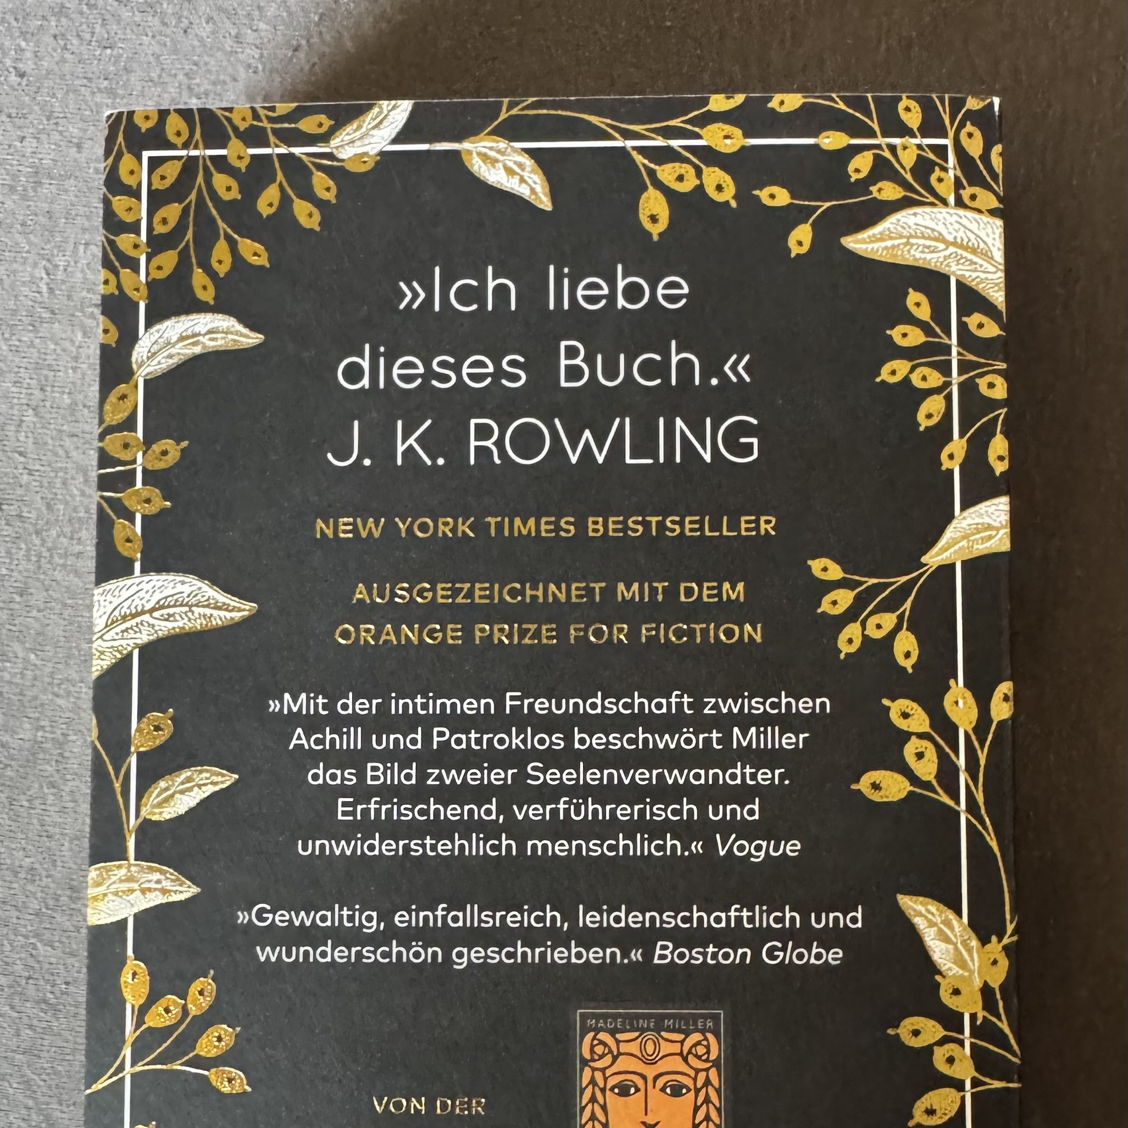 »Ich liebe
dieses Buch.«
J. K. ROWLING
NEW YORK TIMES BESTSELLER
AUSGEZEICHNET MIT DEM
ORANGE PRIZE FOR FICTION
»Mit der intimen Freundschaft zwischen
Achill und Patroklos beschwört Miller
das Bild zweier Seelenverwandter.
Erfrischend, verführerisch und
unwiderstehlich menschlich.« Vogue
»Gewaltig, einfallsreich, leidenschaftlich und
wunderschön geschrieben.« Boston Globe
MADELINE MILLER
VON DER